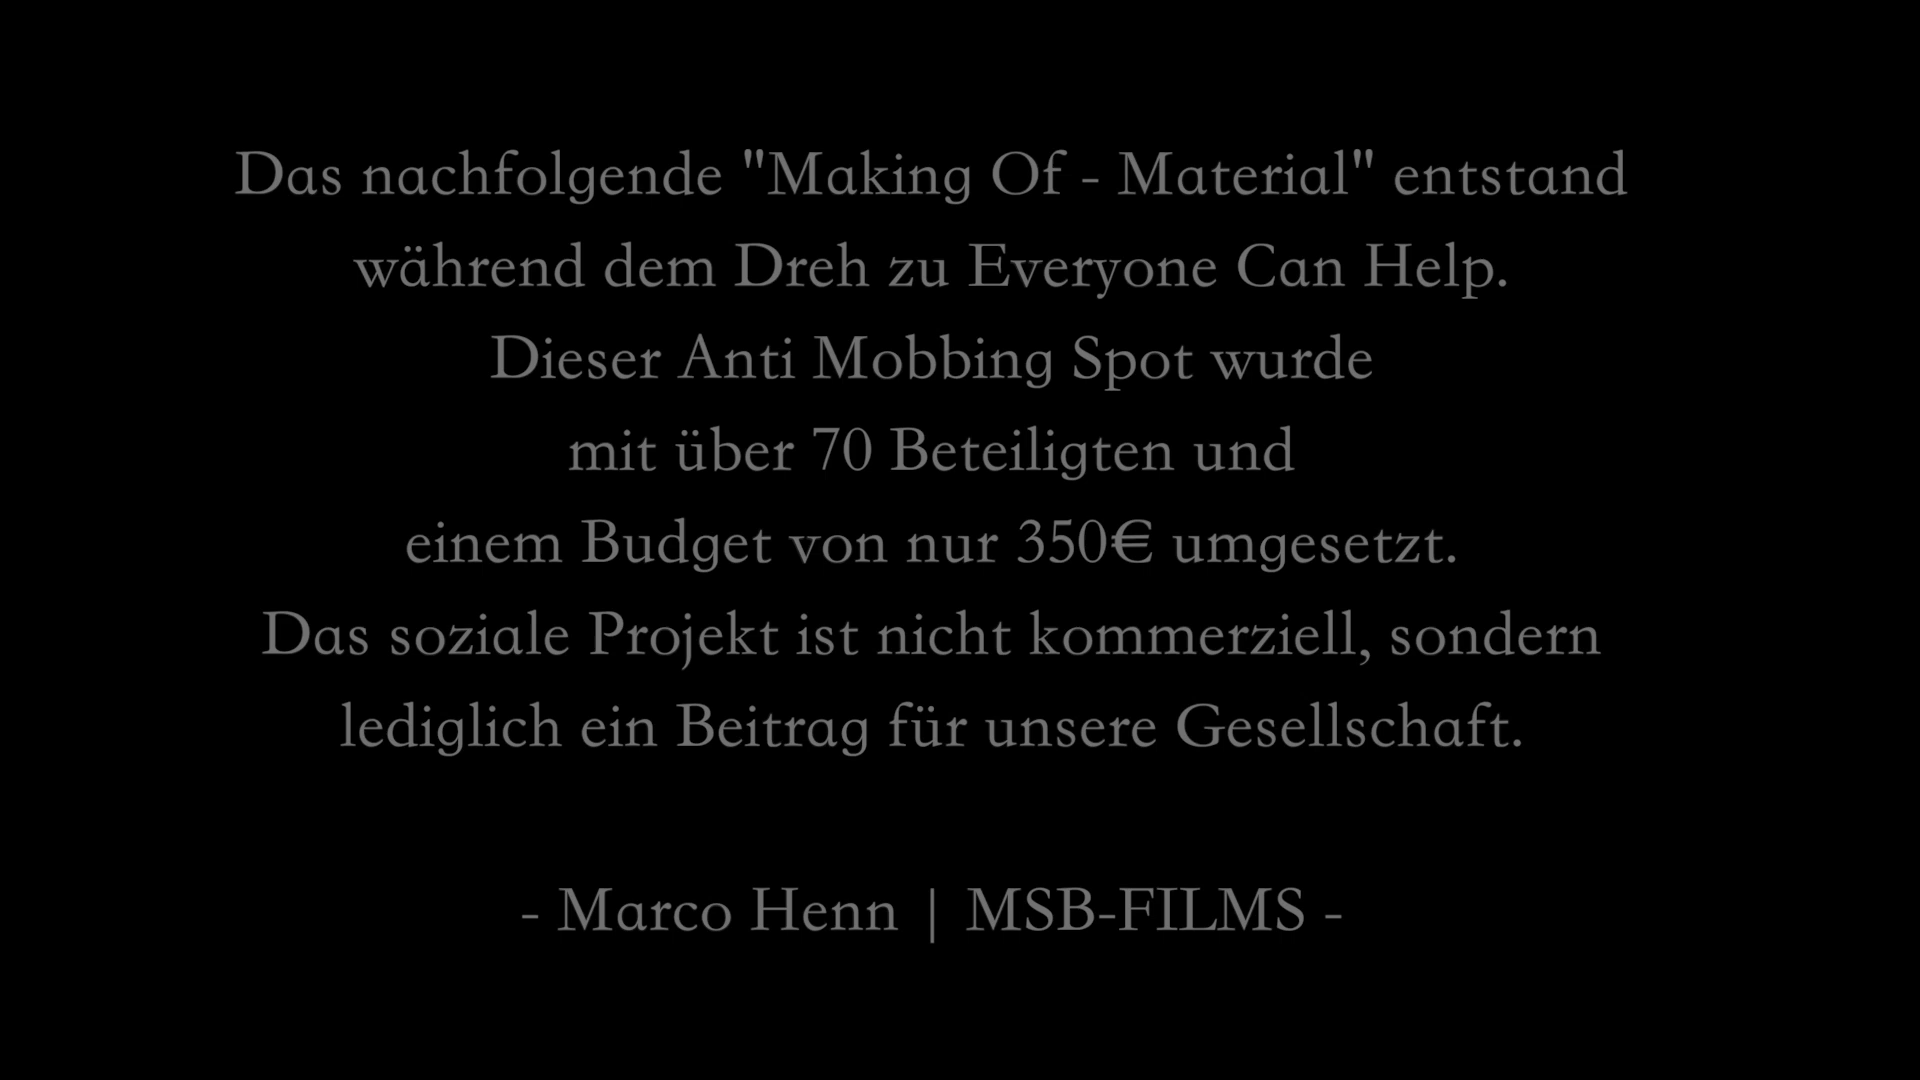 Das nachfolgende "Making Of - Material" entstand
während dem Dreh zu Everyone Can Help.
Dieser Anti Mobbing Spot wurde
mit über 70 Beteiligten und
einem Budget von nur 350€ umgesetzt.
Das soziale Projekt ist nicht kommerziell, sondern
lediglich ein Beitrag für unsere Gesellschaft.
- Marco Henn | MSB-FILMS -